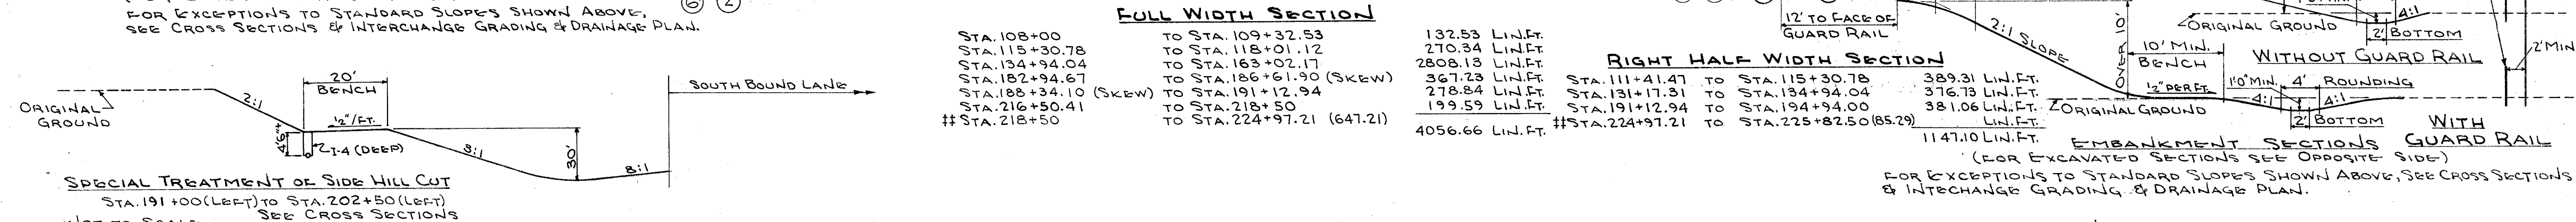 FOR EXCEPTIONS TO STANDARD SLOPES SHOWN ABOVE,
SEE CROSS SECTIONS & INTERCHANGE GRADING & DRAINAGE PLAN.
6 2
ORIGINAL GROUND
2:1
20'
BENCH
1/2"/FT.
4'6"±
I-4 (DEEP)
3:1
30'
8:1
SOUTH BOUND LANE
SPECIAL TREATMENT OF SIDE HILL CUT
STA. 191+00(LEFT) TO STA. 202+50(LEFT)
SEE CROSS SECTIONS
FULL WIDTH SECTION
STA. 108+00 TO STA. 109+32.53 132.53 LIN.FT.
STA. 115+30.78 TO STA. 118+01.12 270.34 LIN.FT.
STA. 134+94.04 TO STA. 163+02.17 2808.13 LIN.FT.
STA. 182+94.67 TO STA. 186+61.90 (SKEW) 367.23 LIN.FT.
STA. 188+34.10 (SKEW) TO STA. 191+12.94 278.84 LIN.FT.
STA. 216+50.41 TO STA. 218+50 199.59 LIN.FT.
‡‡ STA. 218+50 TO STA. 224+97.21 (647.21)
4056.66 LIN.FT.
RIGHT HALF WIDTH SECTION
STA. 111+41.47 TO STA. 115+30.78 389.31 LIN.FT.
STA. 131+17.31 TO STA. 134+94.04 376.73 LIN.FT.
STA. 191+12.94 TO STA. 194+94.00 381.06 LIN.FT.
‡‡STA. 224+97.21 TO STA. 225+82.50(85.29) LIN.FT.
1147.10 LIN.FT.
12' TO FACE OF
GUARD RAIL
2:1 SLOPE
OVER 10'
10' MIN.
BENCH
1/2" PER FT.
ORIGINAL GROUND
4:1
2' BOTTOM
WITHOUT GUARD RAIL
1'0" MIN. 4' ROUNDING
4:1 4:1
ORIGINAL GROUND
2' BOTTOM
2' MIN
WITH
GUARD RAIL
EMBANKMENT SECTIONS
(FOR EXCAVATED SECTIONS SEE OPPOSITE SIDE)
FOR EXCEPTIONS TO STANDARD SLOPES SHOWN ABOVE, SEE CROSS SECTIONS
& INTECHANGE GRADING & DRAINAGE PLAN.